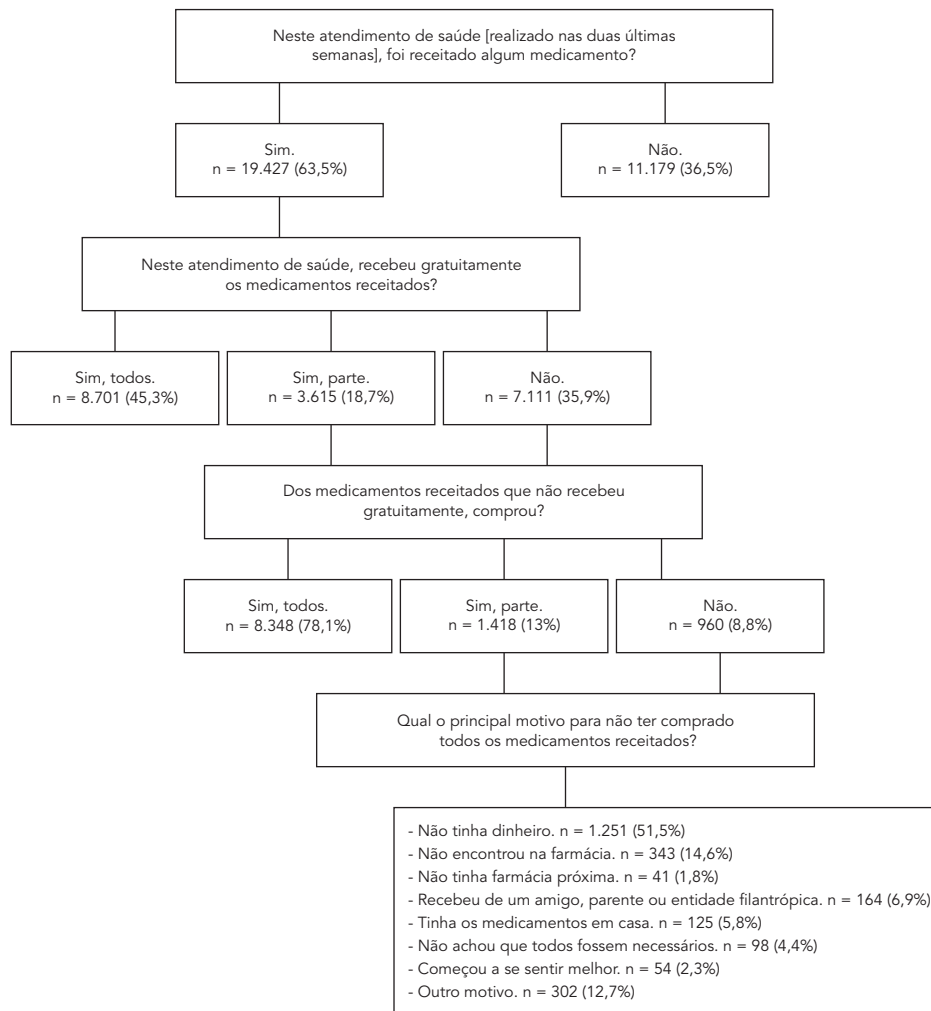 Neste atendimento de saúde [realizado nas duas últimas
semanas], foi receitado algum medicamento?
Sim.
n = 19.427 (63,5%)
Não.
n = 11.179 (36,5%)
Neste atendimento de saúde, recebeu gratuitamente
os medicamentos receitados?
Sim, todos.
n = 8.701 (45,3%)
Sim, parte.
n = 3.615 (18,7%)
Não.
n = 7.111 (35,9%)
Dos medicamentos receitados que não recebeu
gratuitamente, comprou?
Sim, todos.
n = 8.348 (78,1%)
Sim, parte.
n = 1.418 (13%)
Não.
n = 960 (8,8%)
Qual o principal motivo para não ter comprado
todos os medicamentos receitados?
- Não tinha dinheiro. n = 1.251 (51,5%)
- Não encontrou na farmácia. n = 343 (14,6%)
- Não tinha farmácia próxima. n = 41 (1,8%)
- Recebeu de um amigo, parente ou entidade filantrópica. n = 164 (6,9%)
- Tinha os medicamentos em casa. n = 125 (5,8%)
- Não achou que todos fossem necessários. n = 98 (4,4%)
- Começou a se sentir melhor. n = 54 (2,3%)
- Outro motivo. n = 302 (12,7%)